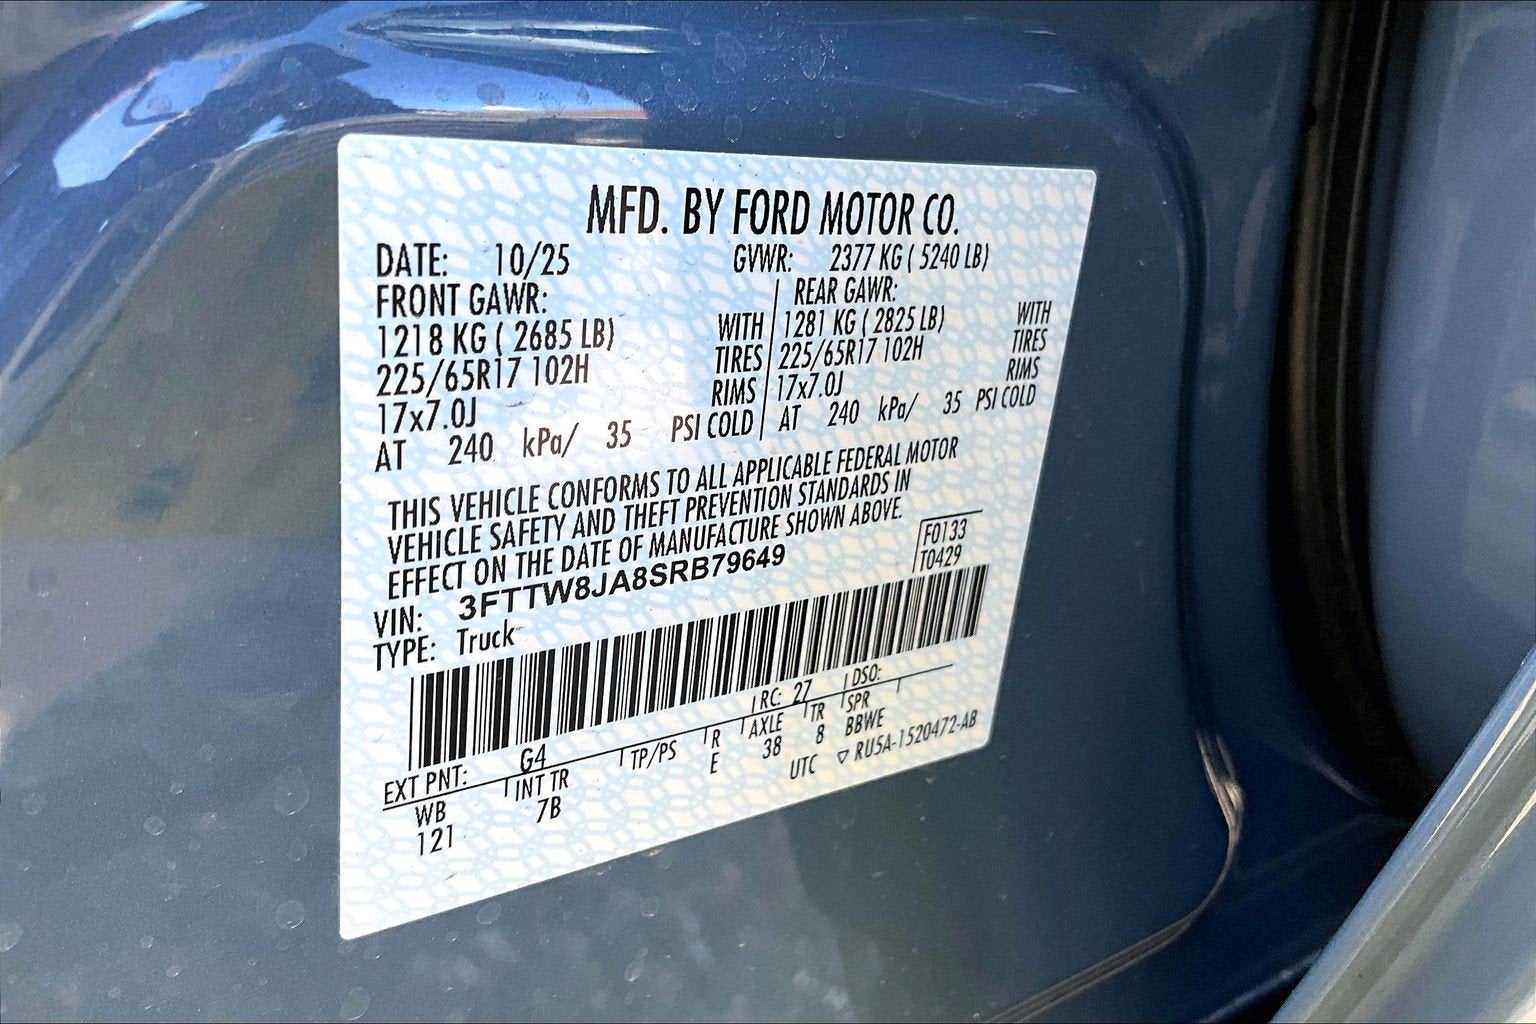 MFD. BY FORD MOTOR CO.
DATE: 10/25 GVWR: 2377 KG ( 5240 LB)
FRONT GAWR: REAR GAWR:
1218 KG ( 2685 LB) WITH 1281 KG ( 2825 LB) WITH
225/65R17 102H TIRES 225/65R17 102H TIRES
17x7.0J RIMS 17x7.0J RIMS
AT 240 kPa/ 35 PSI COLD AT 240 kPa/ 35 PSI COLD
THIS VEHICLE CONFORMS TO ALL APPLICABLE FEDERAL MOTOR
VEHICLE SAFETY AND THEFT PREVENTION STANDARDS IN
EFFECT ON THE DATE OF MANUFACTURE SHOWN ABOVE.
F0133
T0429
VIN: 3FTTW8JA8SRB79649
TYPE: Truck
EXT PNT: G4 RC: 27 DSO:
WB INT TR TP/PS R AXLE TR SPR
121 7B E 38 8 BBWE
UTC ▽ RU5A-1520472-AB